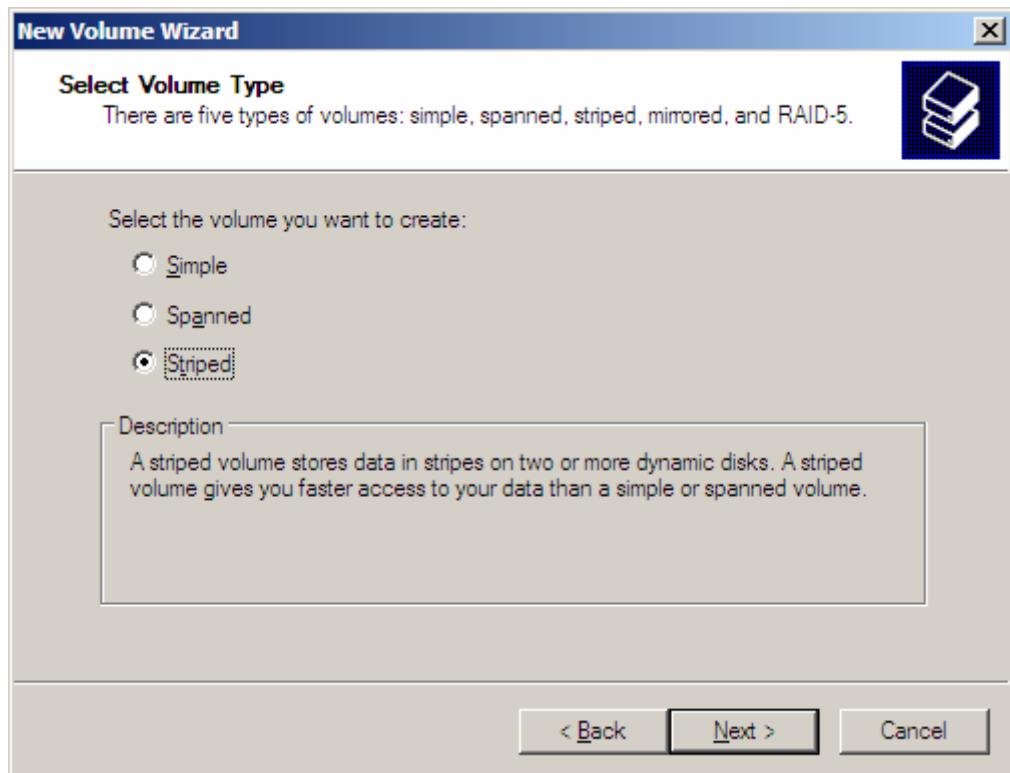 New Volume Wizard
Select Volume Type
There are five types of volumes: simple, spanned, striped, mirrored, and RAID-5.
Select the volume you want to create:
Simple
Spanned
Striped
Description
A striped volume stores data in stripes on two or more dynamic disks. A striped
volume gives you faster access to your data than a simple or spanned volume.
< Back
Next >
Cancel